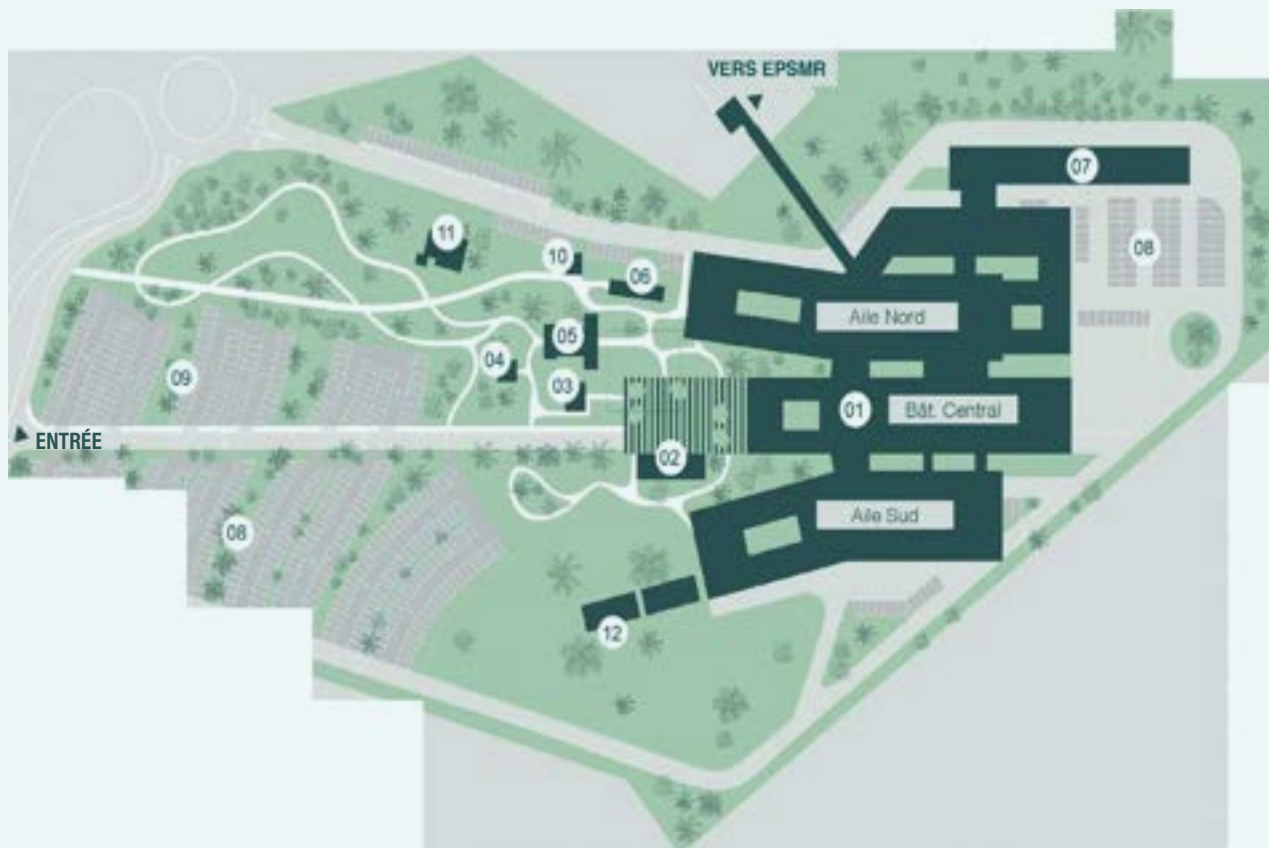 VERS EPSMR
07
11
08
10
06
Aile Nord
05
04
09
03
01
Bât. Central
ENTRÉE
02
Aile Sud
08
12